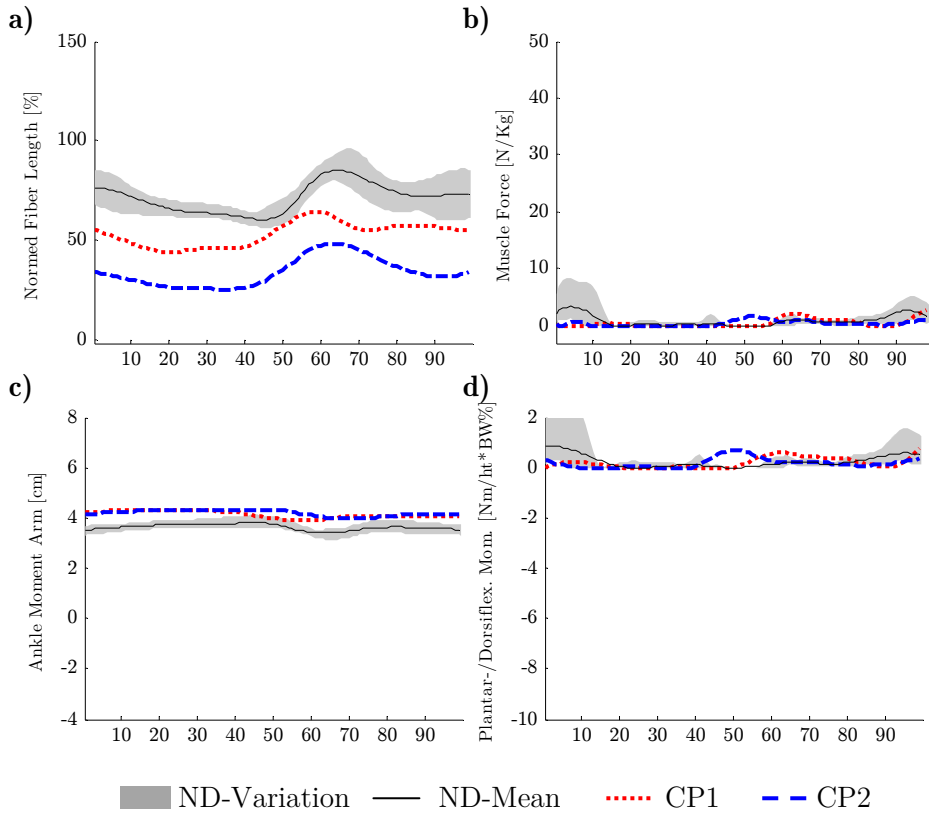 a)
Normed Fiber Length [%]
150
100
50
0
10 20 30 40 50 60 70 80 90
b)
Muscle Force [N/Kg]
50
40
30
20
10
0
10 20 30 40 50 60 70 80 90
c)
Ankle Moment Arm [cm]
8
6
4
2
0
-2
-4
10 20 30 40 50 60 70 80 90
d)
Plantar-/Dorsiflex. Mom. [Nm/ht* BW%]
2
0
-2
-4
-6
-8
-10
10 20 30 40 50 60 70 80 90
ND-Variation ND-Mean CP1 CP2